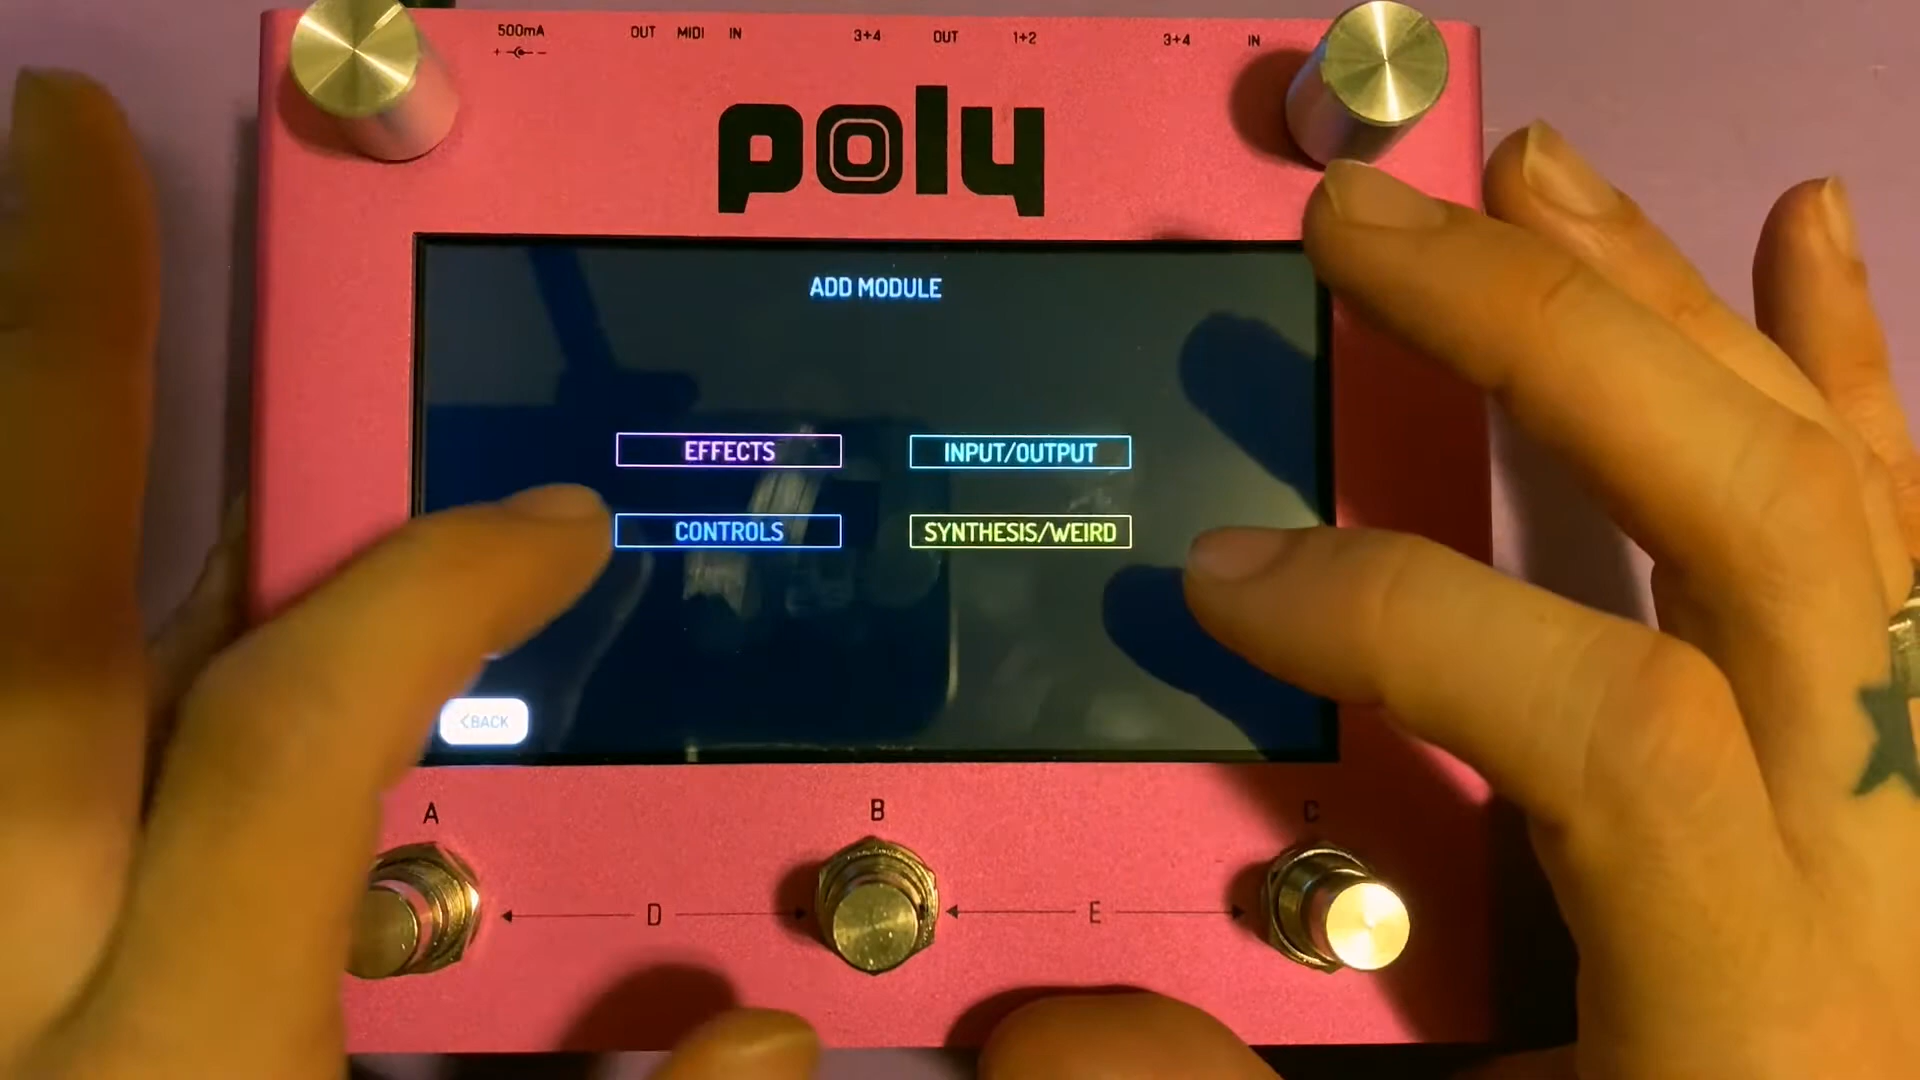 500mA OUT MIDI IN 3+4 OUT 1+2 3+4 IN
+ -
poly
ADD MODULE
EFFECTS INPUT/OUTPUT
CONTROLS SYNTHESIS/WEIRD
<BACK
A B C
D E